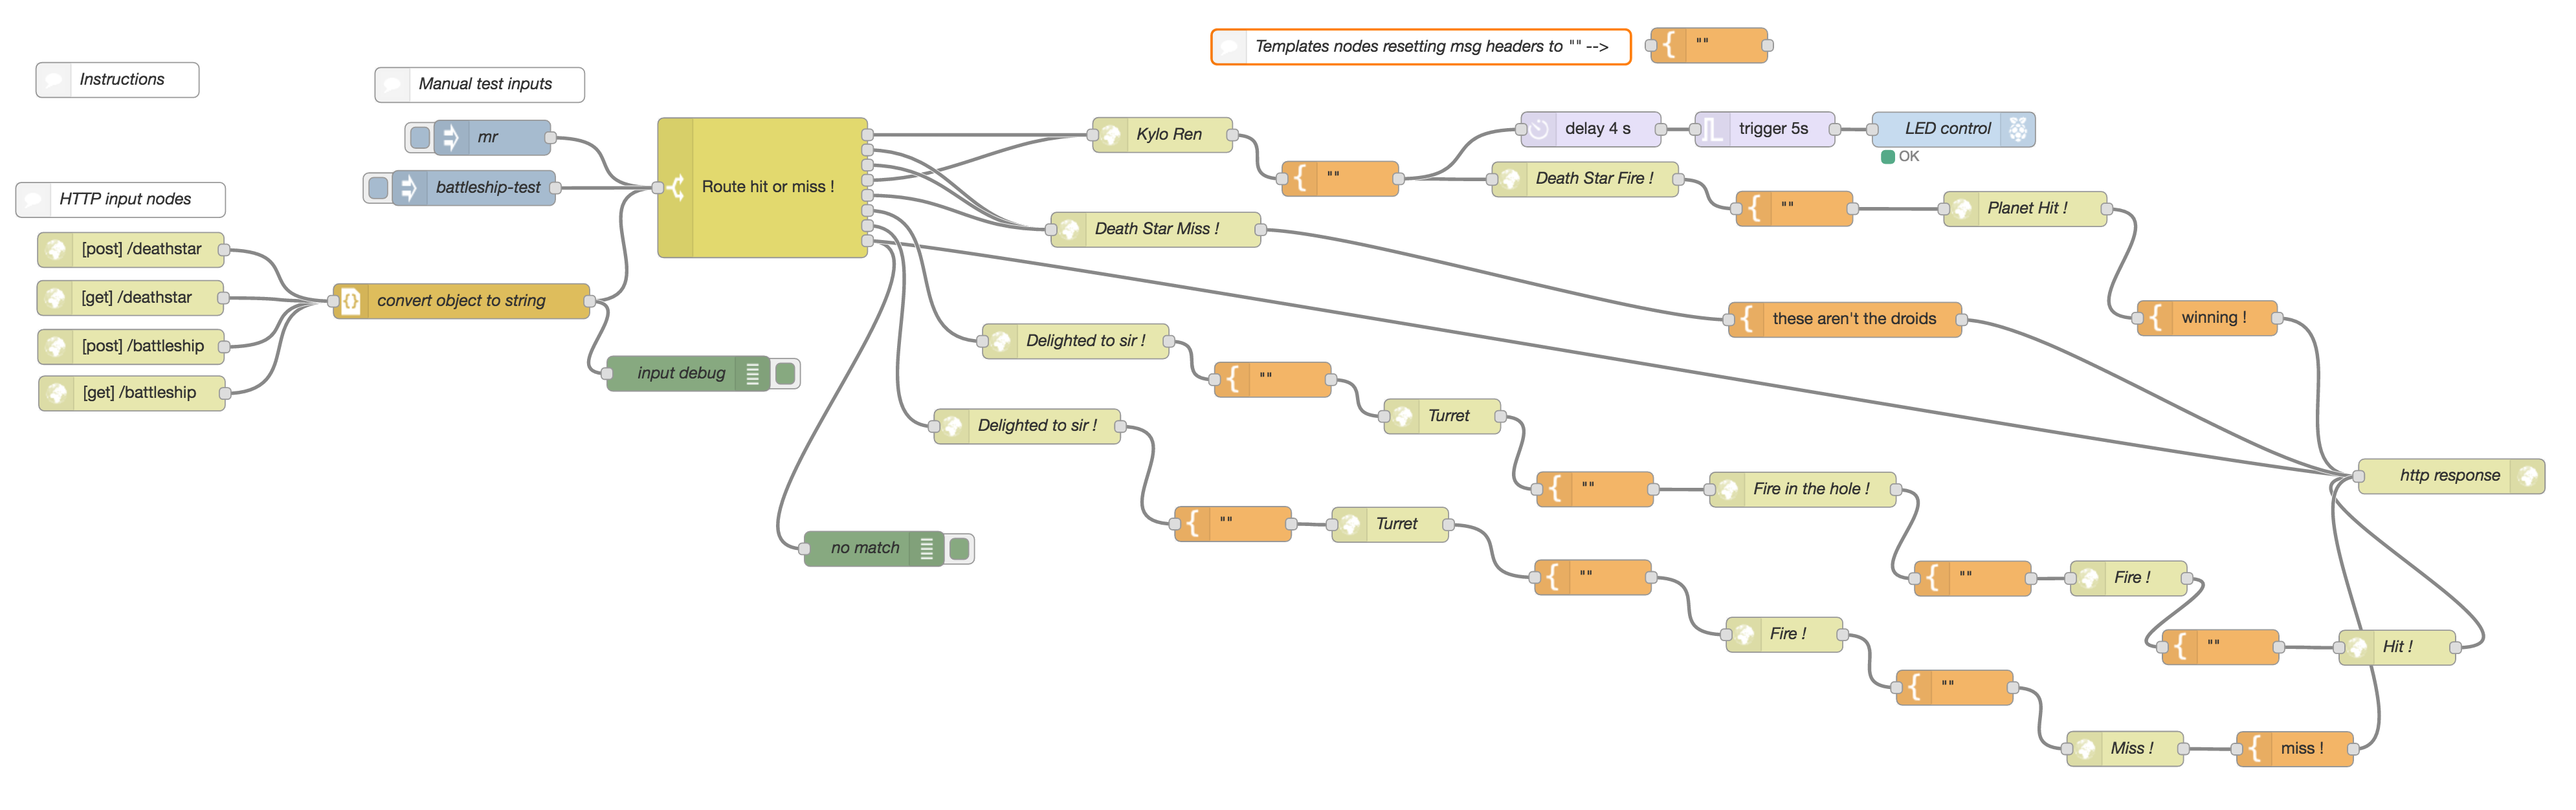 Templates nodes resetting msg headers to "" -->
""
Instructions
Manual test inputs
mr
battleship-test
HTTP input nodes
[post] /deathstar
[get] /deathstar
[post] /battleship
[get] /battleship
convert object to string
input debug
Route hit or miss !
Kylo Ren
""
delay 4 s
trigger 5s
LED control
OK
Death Star Fire !
""
Planet Hit !
Death Star Miss !
these aren't the droids
winning !
Delighted to sir !
""
Turret
""
Fire in the hole !
""
Fire !
""
Hit !
http response
Delighted to sir !
""
Turret
""
Fire !
""
Miss !
miss !
no match